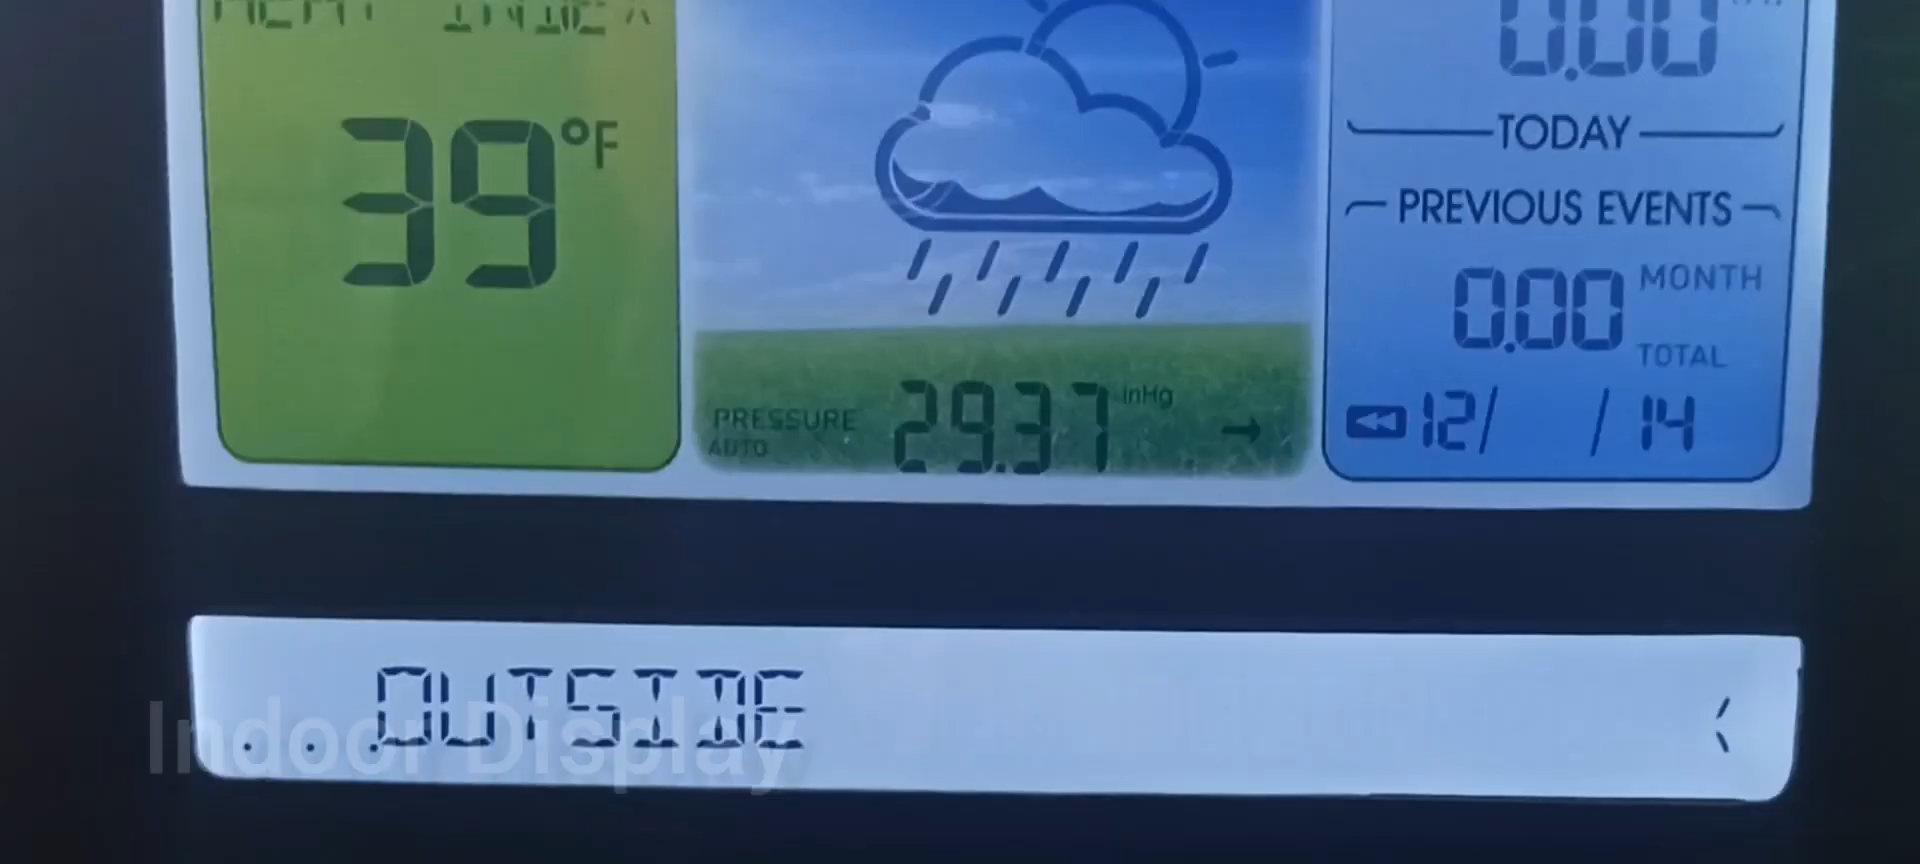 HEAT INDEX
39 °F
0.00
TODAY
PREVIOUS EVENTS
0.00 MONTH
TOTAL
12/ / 14
PRESSURE
AUTO
29.37 inHg →
...OUTSIDE
Indoor Display